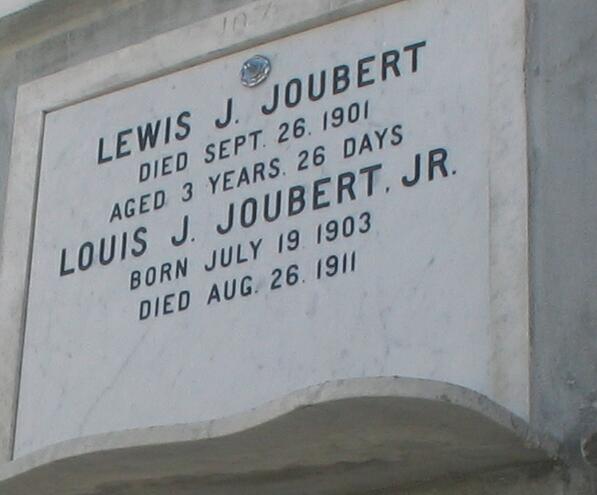 LEWIS J. JOUBERT
DIED SEPT. 26. 1901
AGED 3 YEARS. 26 DAYS
LOUIS J. JOUBERT, JR.
BORN JULY 19 1903
DIED AUG. 26. 1911